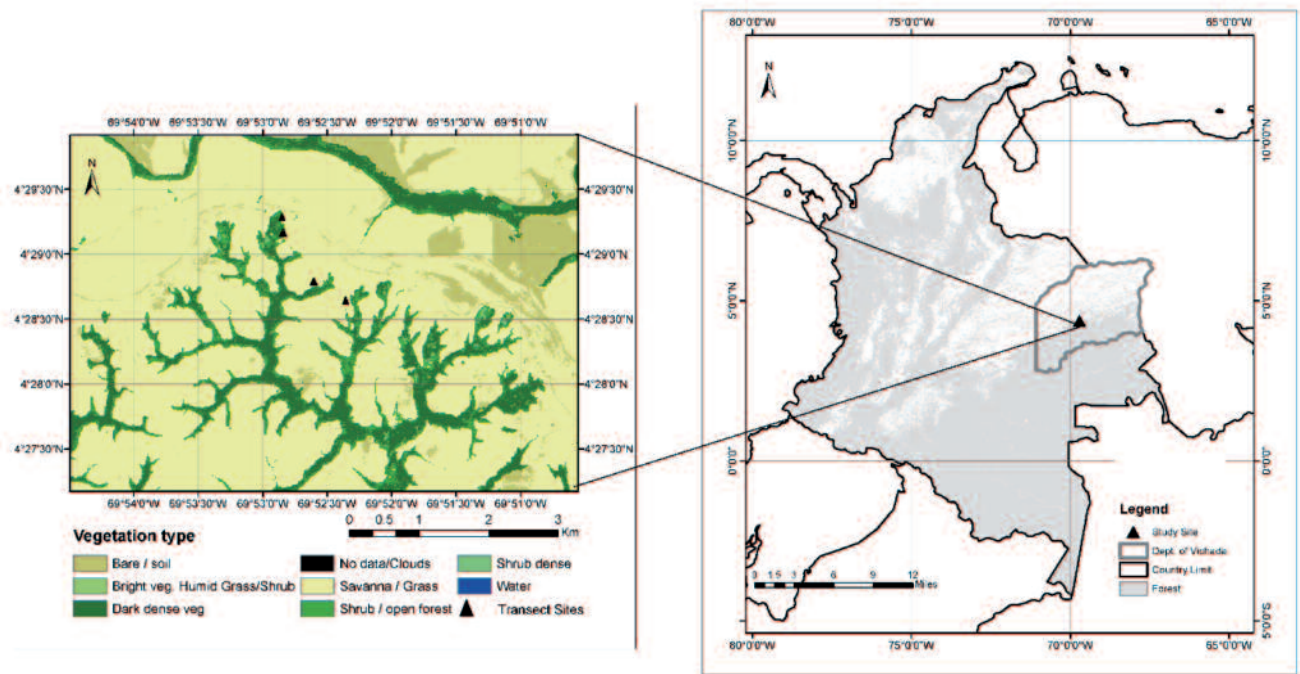 80°0'0"W 75°0'0"W 70°0'0"W 65°0'0"W
N
10°0'0"N 10°0'0"N
5°0'0"N 5°0'0"N
0°0'0" 0°0'0"
5°0'0"S
Legend
Study Site
Dept. of Vichada
Country Limit
Forest
0 1.5 3 6 9 12
Miles
80°0'0"W 75°0'0"W 70°0'0"W 65°0'0"W
69°54'0"W 69°53'30"W 69°53'0"W 69°52'30"W 69°52'0"W 69°51'30"W 69°51'0"W
N
4°29'30"N 4°29'30"N
4°29'0"N 4°29'0"N
4°28'30"N 4°28'30"N
4°28'0"N 4°28'0"N
4°27'30"N 4°27'30"N
69°54'0"W 69°53'30"W 69°53'0"W 69°52'30"W 69°52'0"W 69°51'30"W 69°51'0"W
0 0.5 1 2 3
Km
Vegetation type
Bare / soil
Bright veg. Humid Grass/Shrub
Dark dense veg
No data/Clouds
Savanna / Grass
Shrub / open forest
Shrub dense
Water
Transect Sites